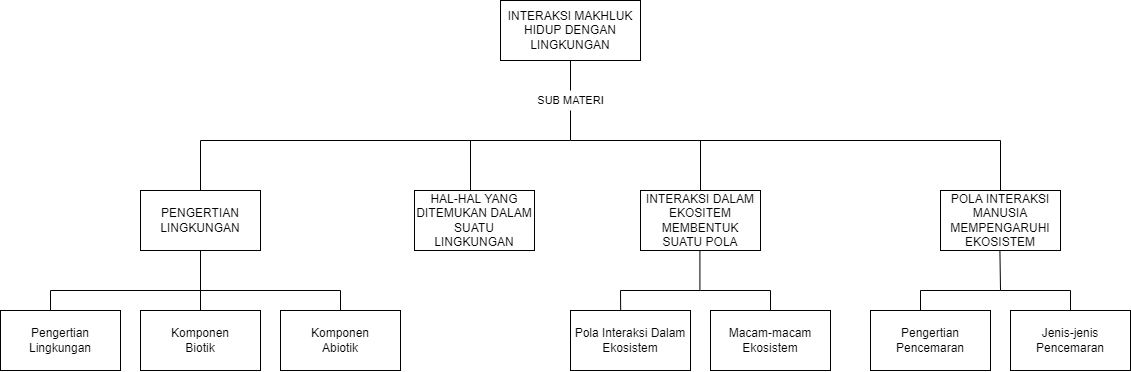 INTERAKSI MAKHLUK
HIDUP DENGAN
LINGKUNGAN
SUB MATERI
PENGERTIAN
LINGKUNGAN
HAL-HAL YANG
DITEMUKAN DALAM
SUATU
LINGKUNGAN
INTERAKSI DALAM
EKOSITEM
MEMBENTUK
SUATU POLA
POLA INTERAKSI
MANUSIA
MEMPENGARUHI
EKOSISTEM
Pengertian
Lingkungan
Komponen
Biotik
Komponen
Abiotik
Pola Interaksi Dalam
Ekosistem
Macam-macam
Ekosistem
Pengertian
Pencemaran
Jenis-jenis
Pencemaran